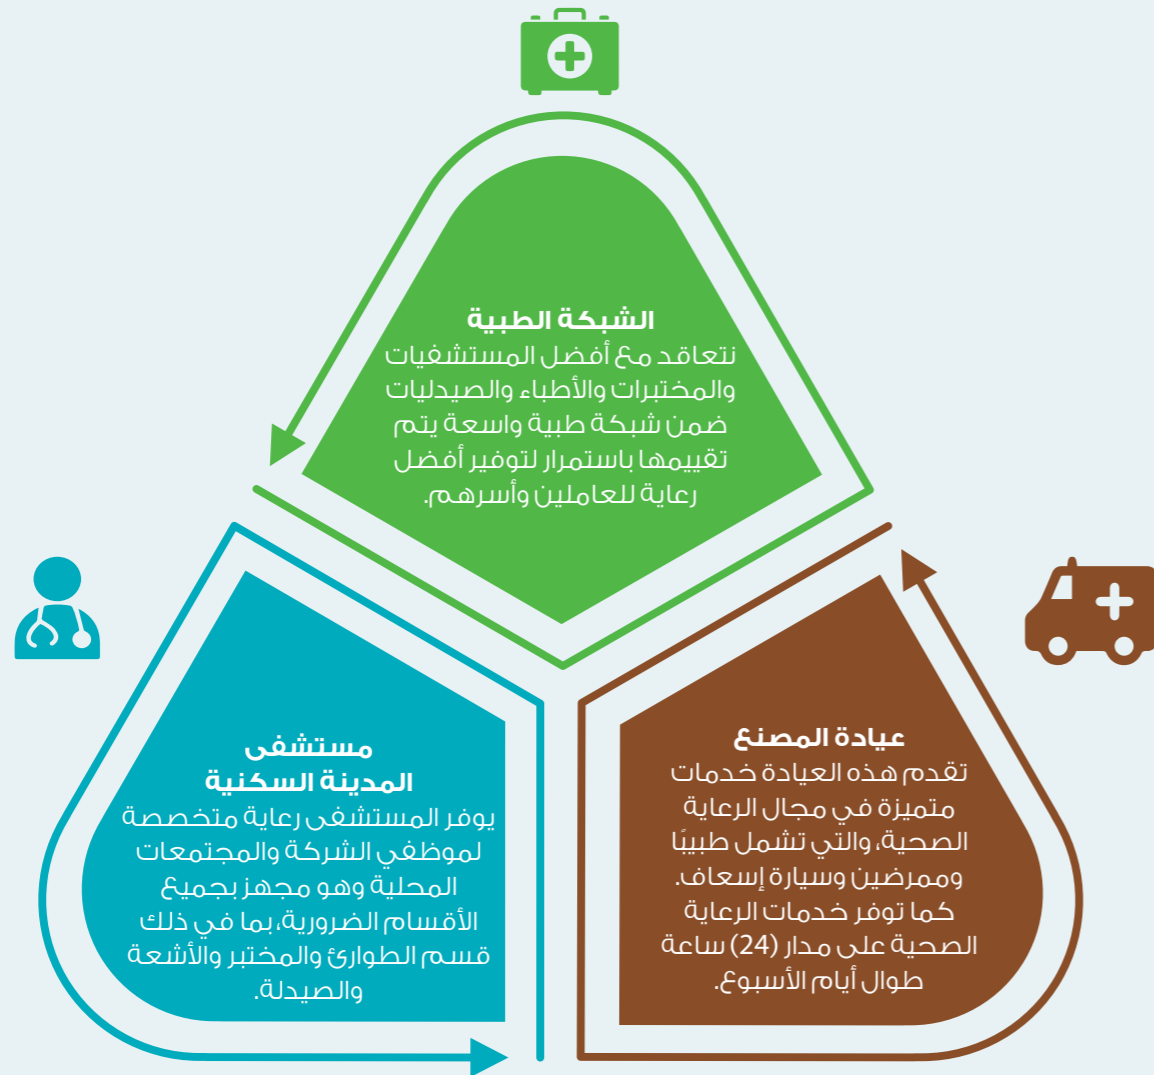 الشبكة الطبية
نتعاقد مع أفضل المستشفيات
والمختبرات والأطباء والصيدليات
ضمن شبكة طبية واسعة يتم
تقييمها باستمرار لتوفير أفضل
رعاية للعاملين وأسرهم.
عيادة المصنع
تقدم هذه العيادة خدمات
متميزة في مجال الرعاية
الصحية، والتي تشمل طبيبًا
وممرضين وسيارة إسعاف.
كما توفر خدمات الرعاية
الصحية على مدار (24) ساعة
طوال أيام الأسبوع.
مستشفى
المدينة السكنية
يوفر المستشفى رعاية متخصصة
لموظفي الشركة والمجتمعات
المحلية وهو مجهز بجميع
الأقسام الضرورية، بما في ذلك
قسم الطوارئ والمختبر والأشعة
والصيدلة.